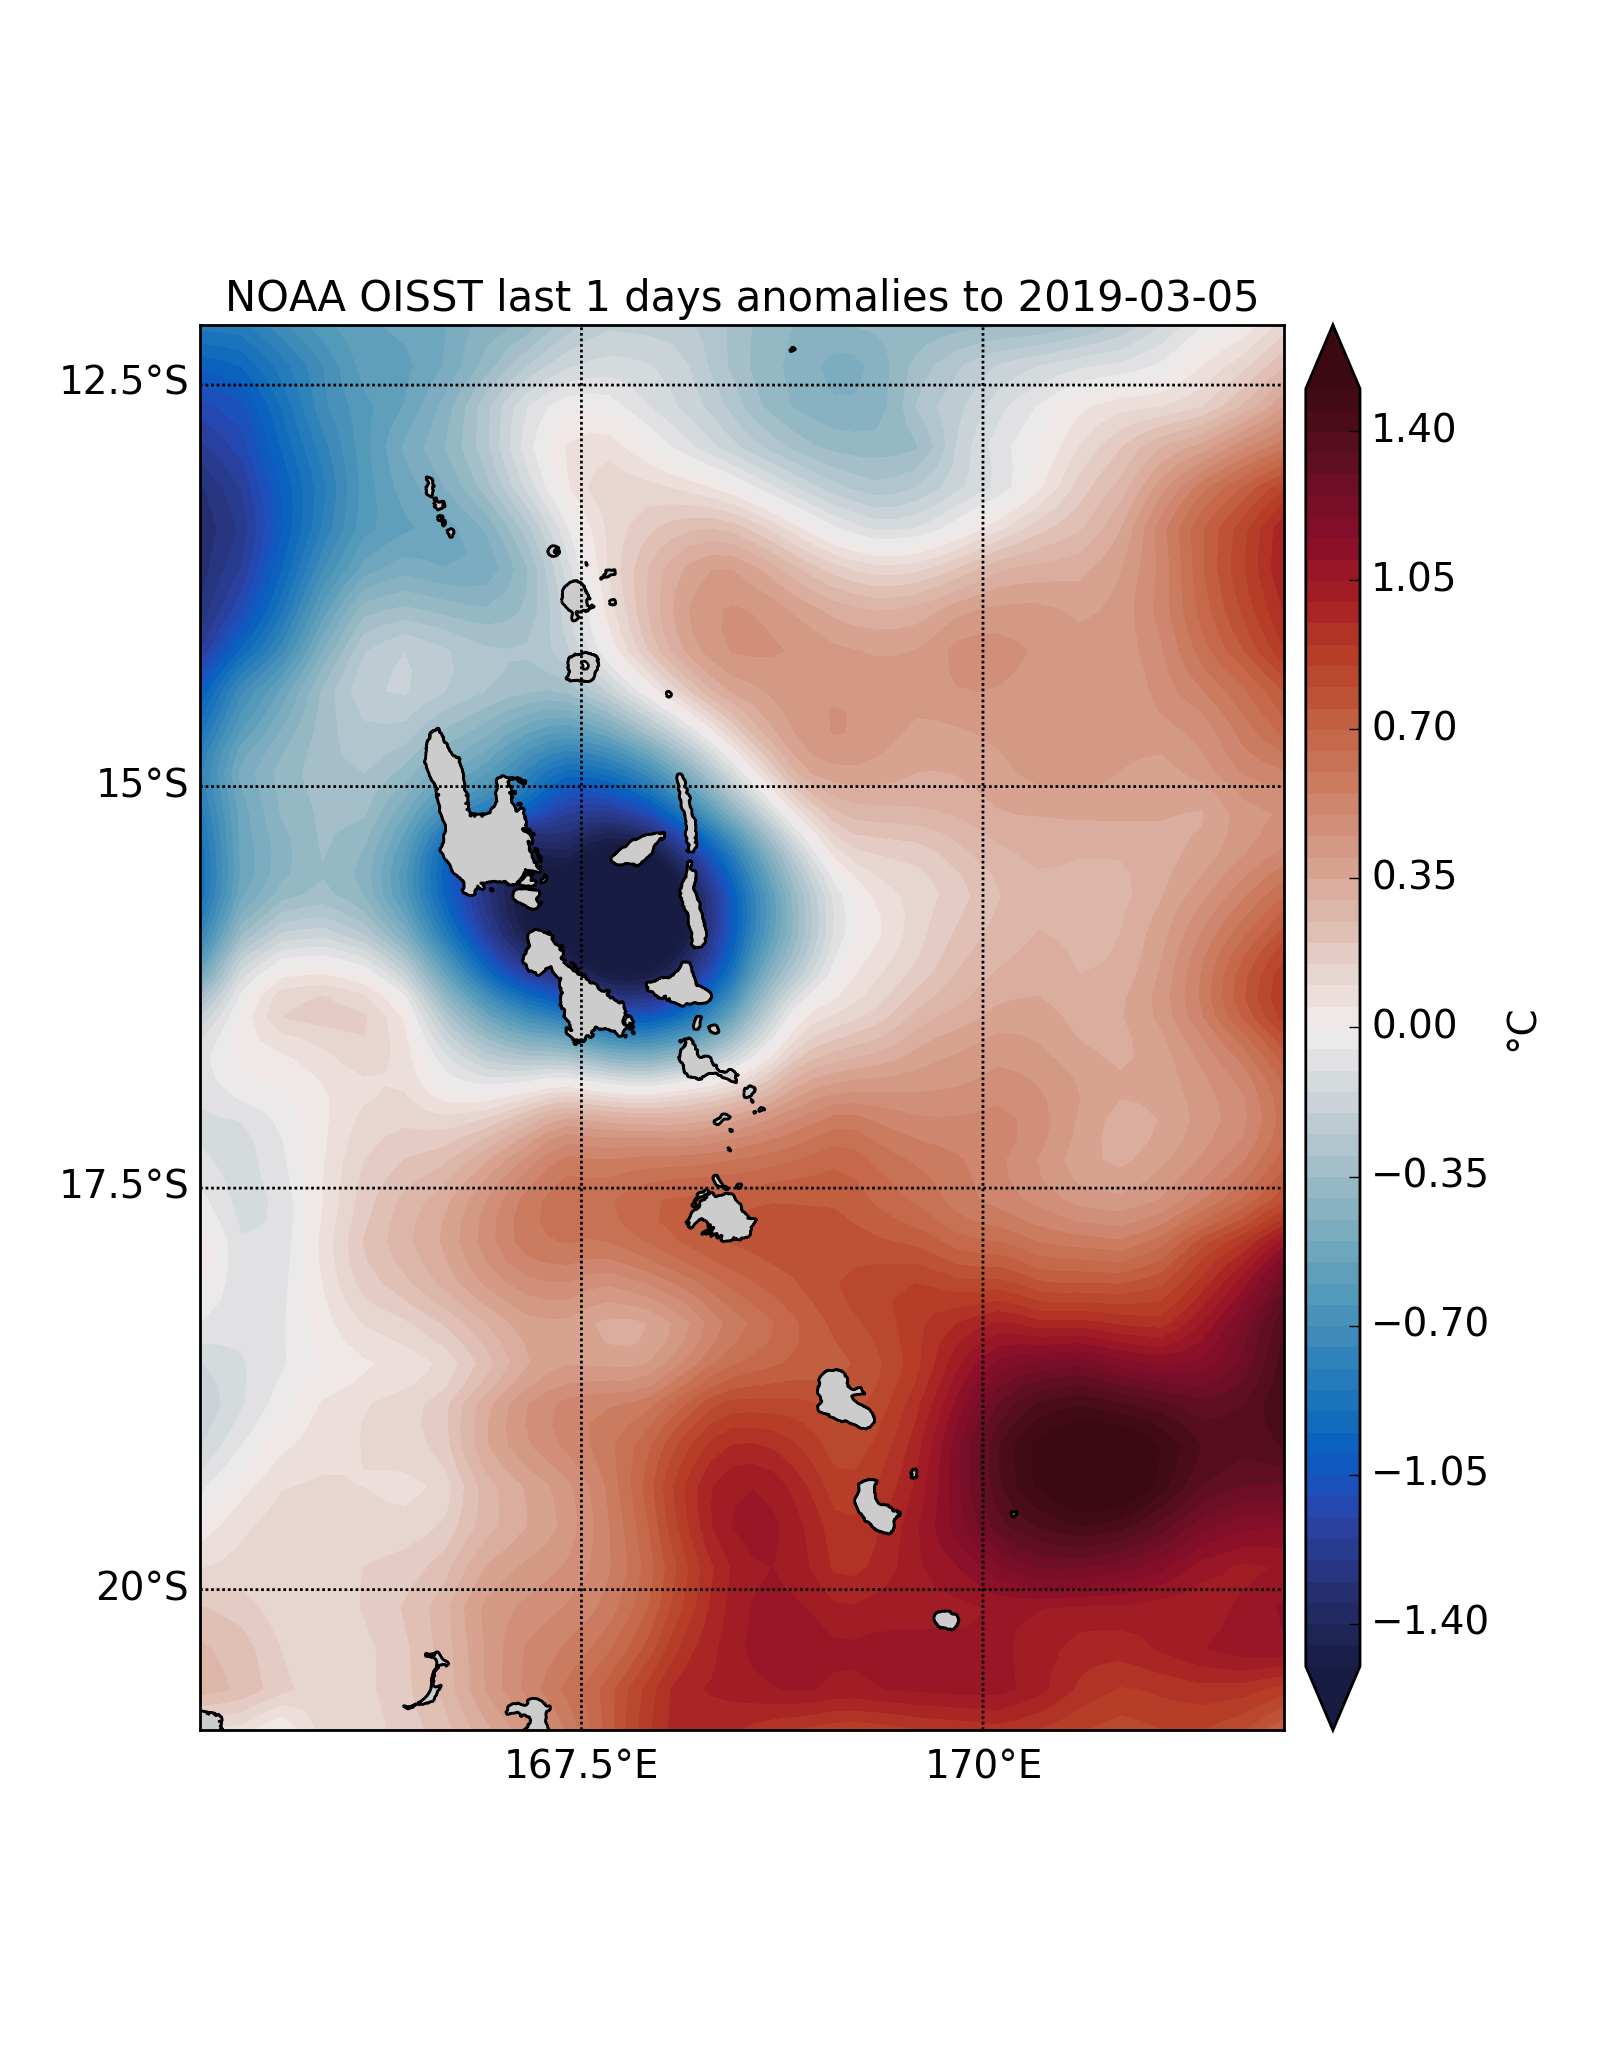 NOAA OISST last 1 days anomalies to 2019-03-05
12.5°S
15°S
17.5°S
20°S
167.5°E
170°E
1.40
1.05
0.70
0.35
0.00
−0.35
−0.70
−1.05
−1.40
°C